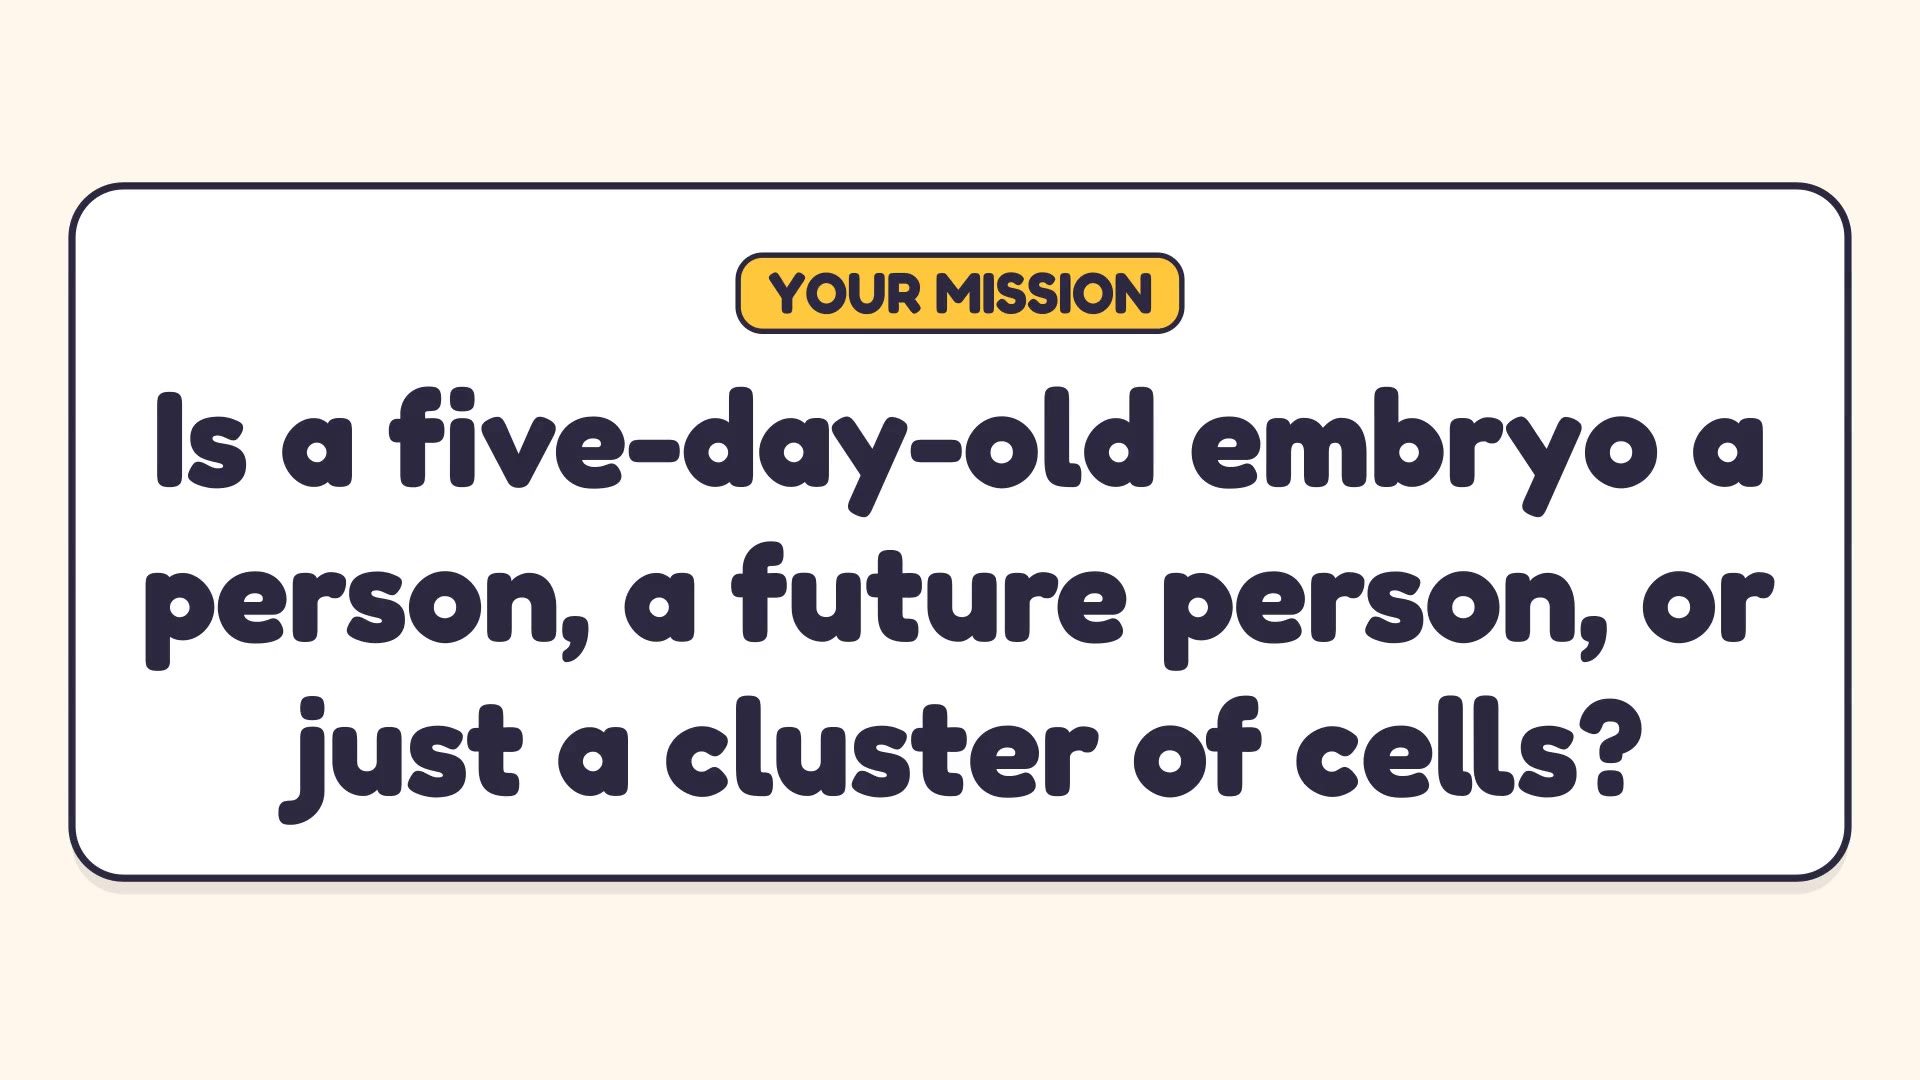 YOUR MISSION
Is a five-day-old embryo a
person, a future person, or
just a cluster of cells?